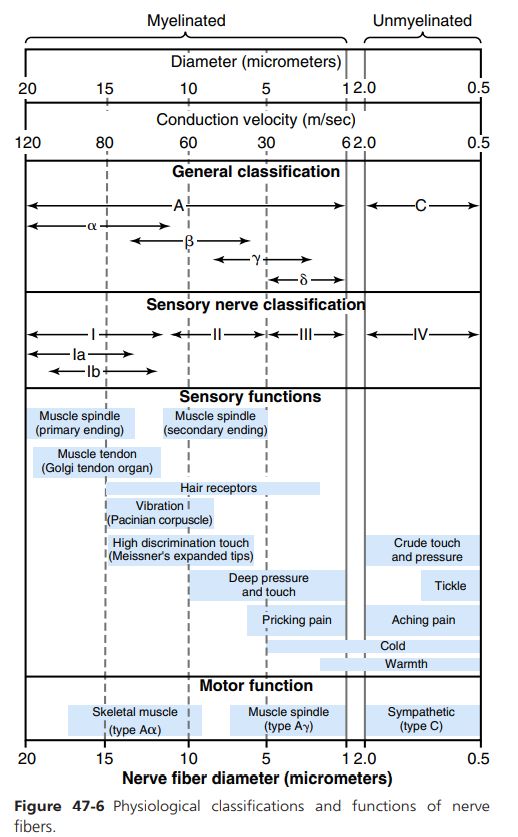 Myelinated Unmyelinated
Diameter (micrometers)
20 15 10 5 1 2.0 0.5
Conduction velocity (m/sec)
120 80 60 30 6 2.0 0.5
General classification
A C
α
β
γ
δ
Sensory nerve classification
I II III IV
Ia
Ib
Sensory functions
Muscle spindle Muscle spindle
(primary ending) (secondary ending)
Muscle tendon
(Golgi tendon organ)
Hair receptors
Vibration
(Pacinian corpuscle)
High discrimination touch Crude touch
(Meissner's expanded tips) and pressure
Deep pressure Tickle
and touch
Pricking pain Aching pain
Cold
Warmth
Motor function
Skeletal muscle Muscle spindle Sympathetic
(type Aα) (type Aγ) (type C)
20 15 10 5 1 2.0 0.5
Nerve fiber diameter (micrometers)
Figure 47-6 Physiological classifications and functions of nerve
fibers.